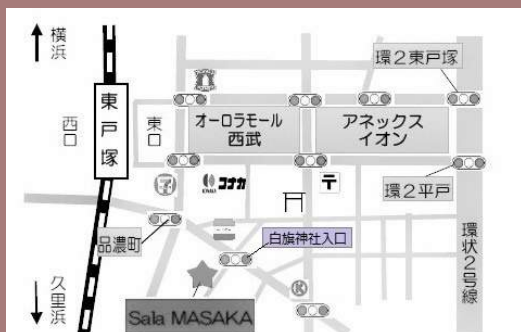 横浜
環2東戸塚
東戸塚
西口
東口
オーロラモール
西武
アネックス
イオン
コナカ
〒
環2平戸
品濃町
白旗神社入口
環状2号線
久里浜
Sala MASAKA
K